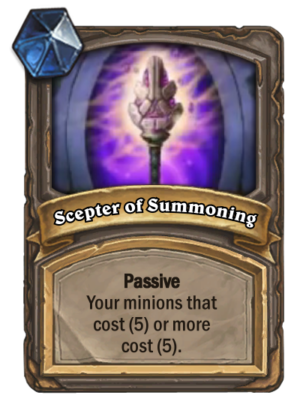 Scepter of Summoning
Passive
Your minions that
cost (5) or more
cost (5).